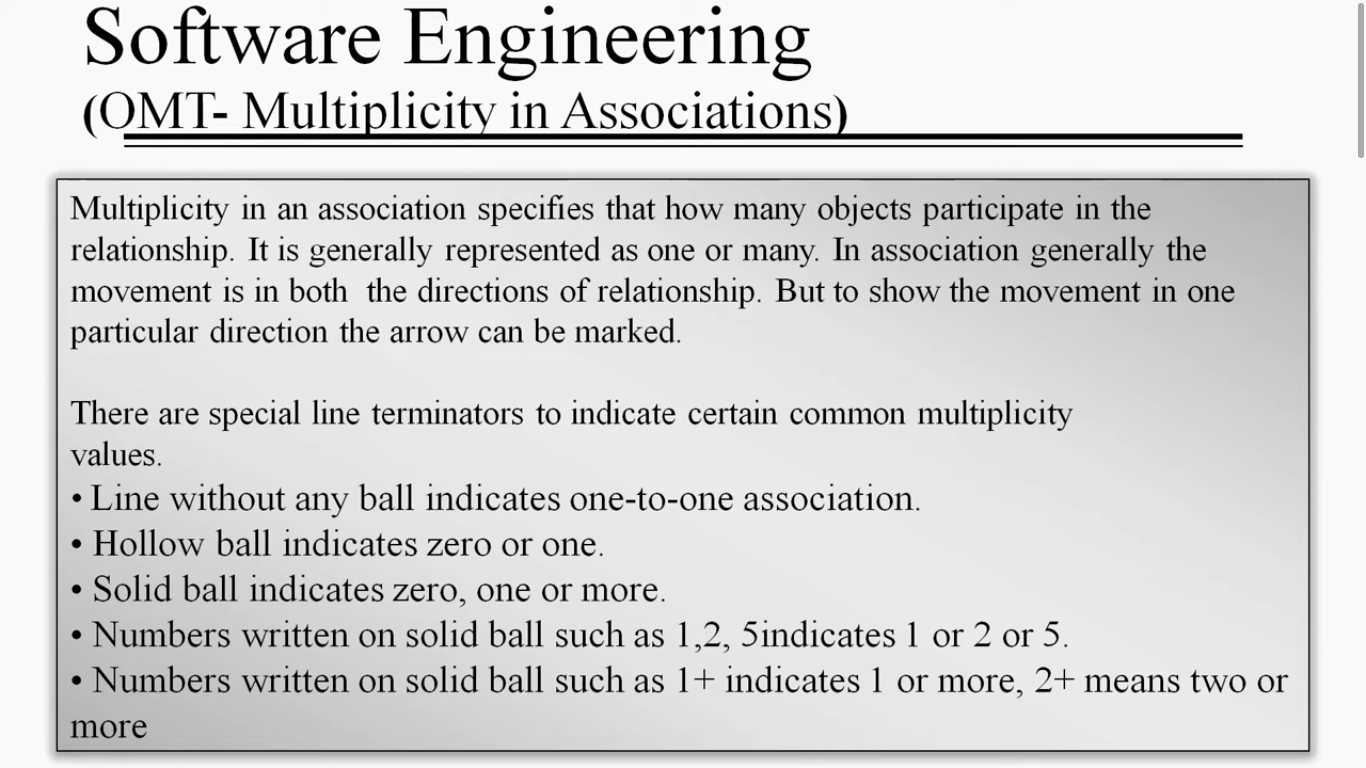 Software Engineering
(OMT- Multiplicity in Associations)
Multiplicity in an association specifies that how many objects participate in the
relationship. It is generally represented as one or many. In association generally the
movement is in both the directions of relationship. But to show the movement in one
particular direction the arrow can be marked.
There are special line terminators to indicate certain common multiplicity
values.
• Line without any ball indicates one-to-one association.
• Hollow ball indicates zero or one.
• Solid ball indicates zero, one or more.
• Numbers written on solid ball such as 1,2, 5indicates 1 or 2 or 5.
• Numbers written on solid ball such as 1+ indicates 1 or more, 2+ means two or
more